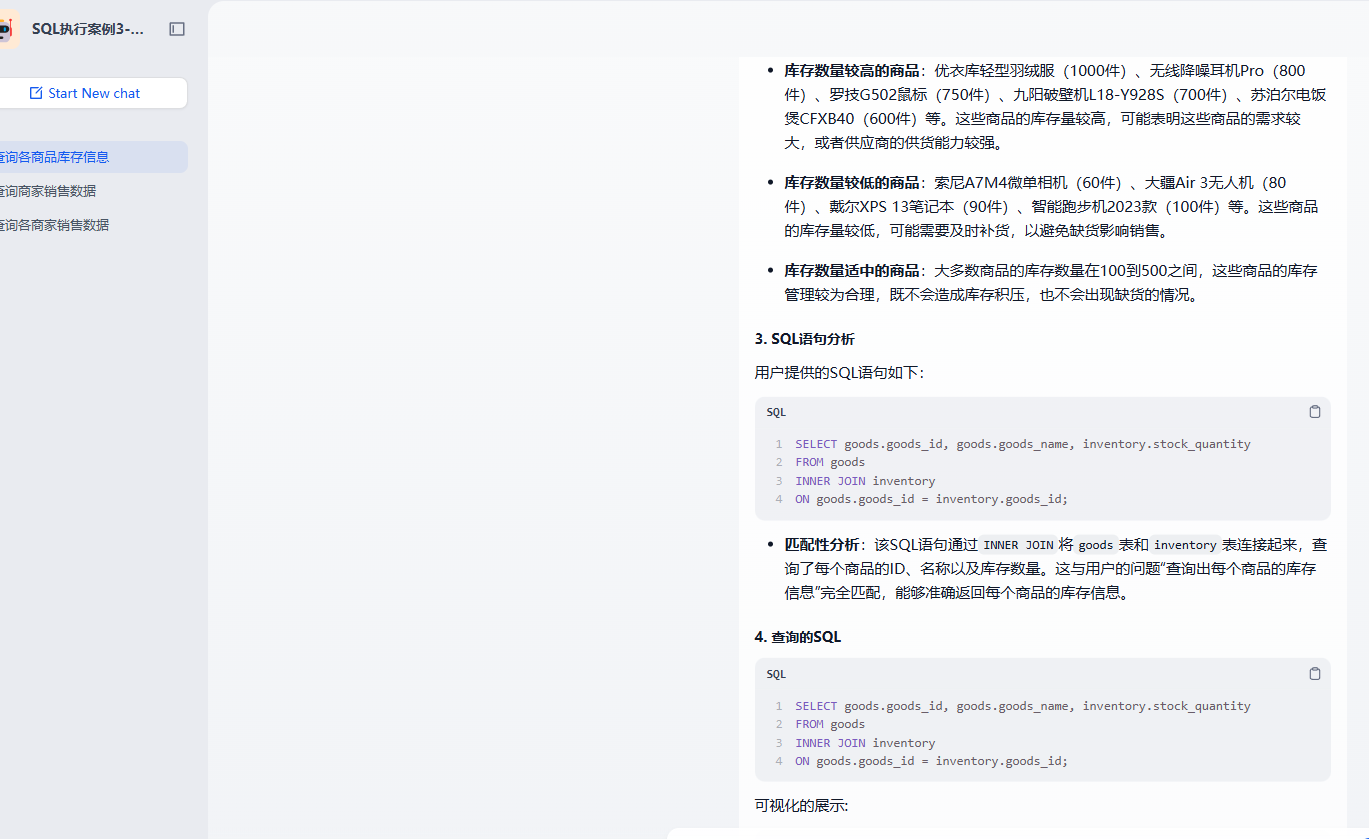 SQL执行案例3-...
Start New chat
查询各商品库存信息
查询商家销售数据
查询各商家销售数据
库存数量较高的商品：优衣库轻型羽绒服（1000件）、无线降噪耳机Pro（800
件）、罗技G502鼠标（750件）、九阳破壁机L18-Y928S（700件）、苏泊尔电饭
煲CFXB40（600件）等。这些商品的库存量较高，可能表明这些商品的需求较
大，或者供应商的供货能力较强。
库存数量较低的商品：索尼A7M4微单相机（60件）、大疆Air 3无人机（80
件）、戴尔XPS 13笔记本（90件）、智能跑步机2023款（100件）等。这些商品
的库存量较低，可能需要及时补货，以避免缺货影响销售。
库存数量适中的商品：大多数商品的库存数量在100到500之间，这些商品的库存
管理较为合理，既不会造成库存积压，也不会出现缺货的情况。
3. SQL语句分析
用户提供的SQL语句如下：
SQL
1 SELECT goods.goods_id, goods.goods_name, inventory.stock_quantity
2 FROM goods
3 INNER JOIN inventory
4 ON goods.goods_id = inventory.goods_id;
匹配性分析：该SQL语句通过 INNER JOIN 将 goods 表和 inventory 表连接起来，查
询了每个商品的ID、名称以及库存数量。这与用户的问题“查询出每个商品的库存
信息”完全匹配，能够准确返回每个商品的库存信息。
4. 查询的SQL
SQL
1 SELECT goods.goods_id, goods.goods_name, inventory.stock_quantity
2 FROM goods
3 INNER JOIN inventory
4 ON goods.goods_id = inventory.goods_id;
可视化的展示: